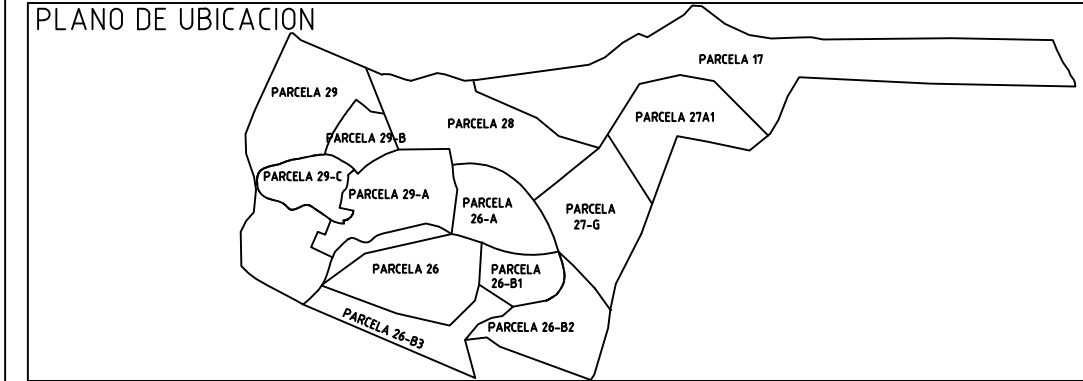 PLANO DE UBICACION
PARCELA 17
PARCELA 29
PARCELA 27A1
PARCELA 28
PARCELA 29-B
PARCELA 29-C
PARCELA 29-A
PARCELA
26-A
PARCELA
27-G
PARCELA 26
PARCELA
26-B1
PARCELA 26-B3
PARCELA 26-B2